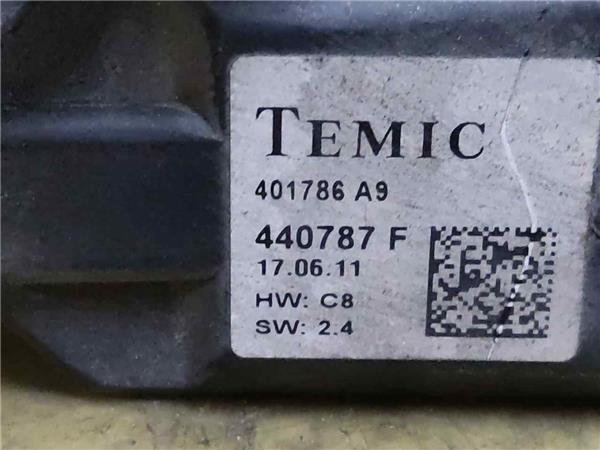 TEMIC
401786 A9
440787 F
17.06.11
HW: C8
SW: 2.4